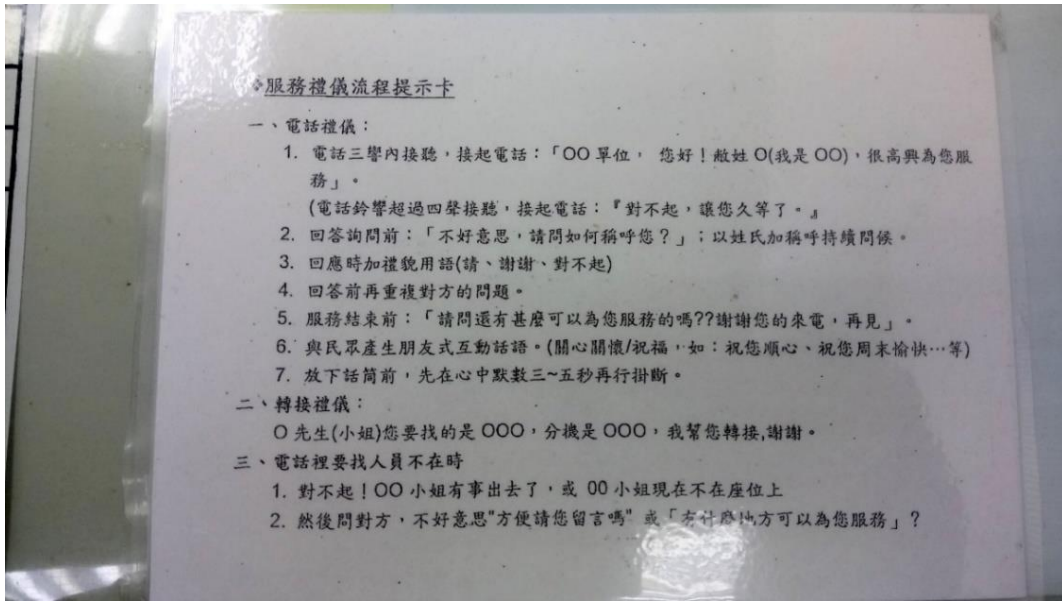 ❖服務禮儀流程提示卡
一、電話禮儀：
1. 電話三響內接聽，接起電話：「OO 單位， 您好！敝姓 O(我是 OO)，很高興為您服
務」。
(電話鈴響超過四聲接聽，接起電話：『對不起，讓您久等了。』
2. 回答詢問前：「不好意思，請問如何稱呼您？」；以姓氏加稱呼持續問候。
3. 回應時加禮貌用語(請、謝謝、對不起)
4. 回答前再重複對方的問題。
5. 服務結束前：「請問還有甚麼可以為您服務的嗎??謝謝您的來電，再見」。
6. 與民眾產生朋友式互動話語。(關心關懷/祝福，如：祝您順心、祝您周末愉快…等)
7. 放下話筒前，先在心中默數三~五秒再行掛斷。
二、轉接禮儀：
O 先生(小姐)您要找的是 OOO，分機是 OOO，我幫您轉接,謝謝。
三、電話裡要找人員不在時
1. 對不起！OO 小姐有事出去了，或 00 小姐現在不在座位上
2. 然後問對方，不好意思"方便請您留言嗎" 或「有什麼地方可以為您服務」？